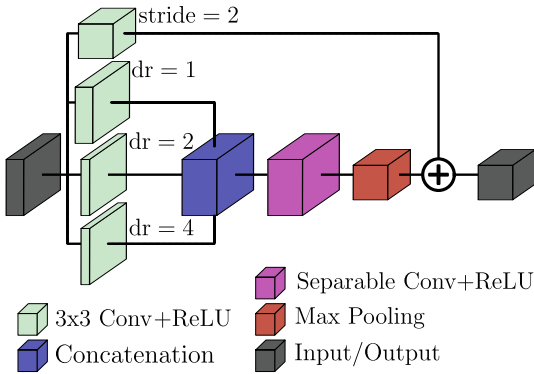 stride = 2
dr = 1
dr = 2
dr = 4
Separable Conv+ReLU
3x3 Conv+ReLU
Max Pooling
Concatenation
Input/Output